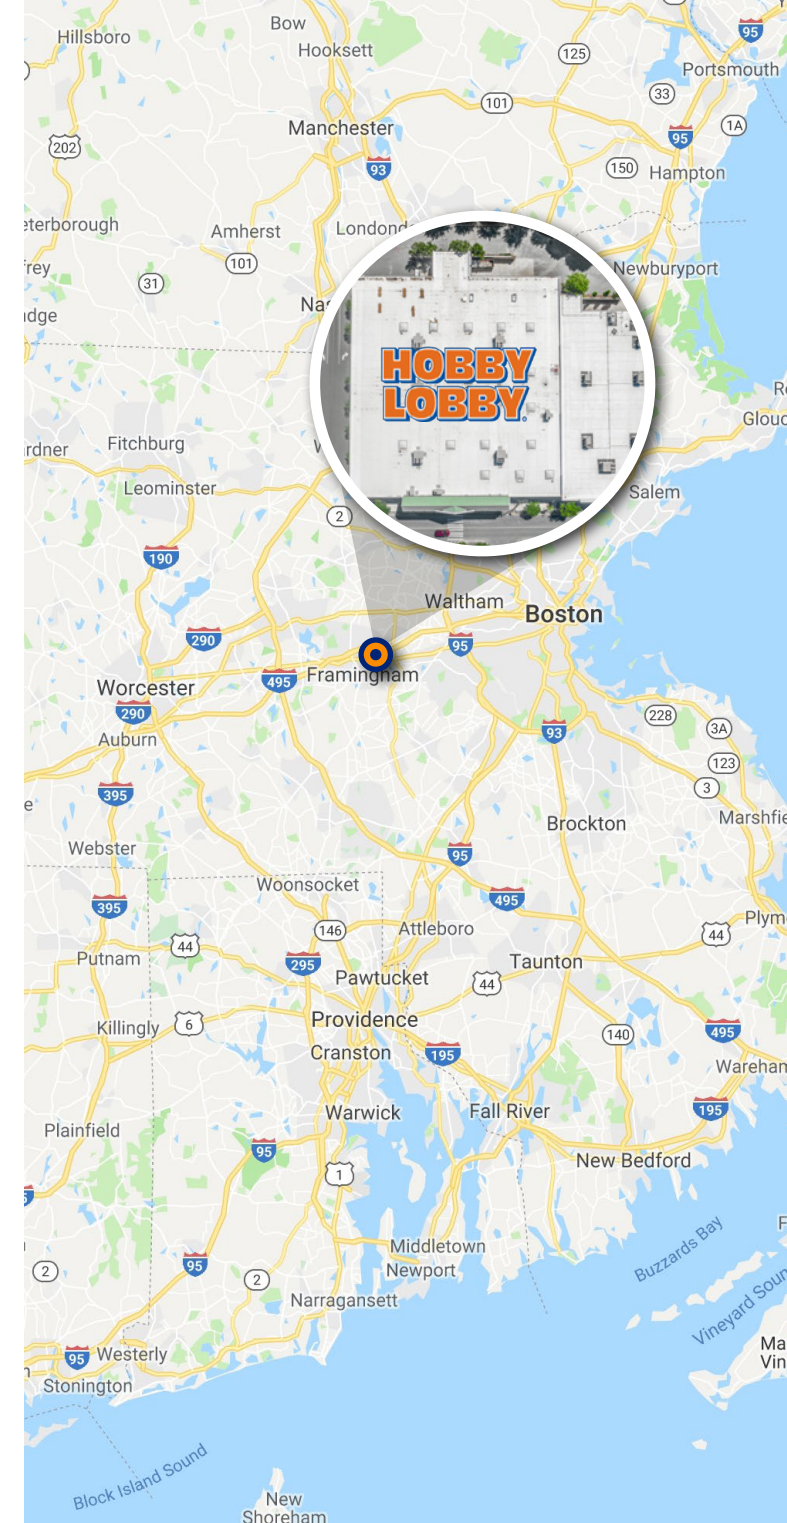 Bow
Hillsboro
Hooksett
95
125
Portsmouth
33
101
Manchester
1A
95
202
93
150
Hampton
Amherst
101
Newburyport
31
Fitchburg
Leominster
Salem
HOBBY
LOBBY
2
190
Waltham
Boston
290
95
Framingham
495
Worcester
290
228
3A
93
Auburn
123
3
395
Brockton
Webster
95
Woonsocket
495
395
146
Attleboro
44
44
Putnam
295
Taunton
Pawtucket
44
Providence
6
Killingly
140
495
Cranston
195
Warwick
Fall River
195
Plainfield
95
New Bedford
1
Middletown
Buzzards Bay
95
2
2
Newport
Narragansett
95
Westerly
Stonington
Block Island Sound
New
Shoreham